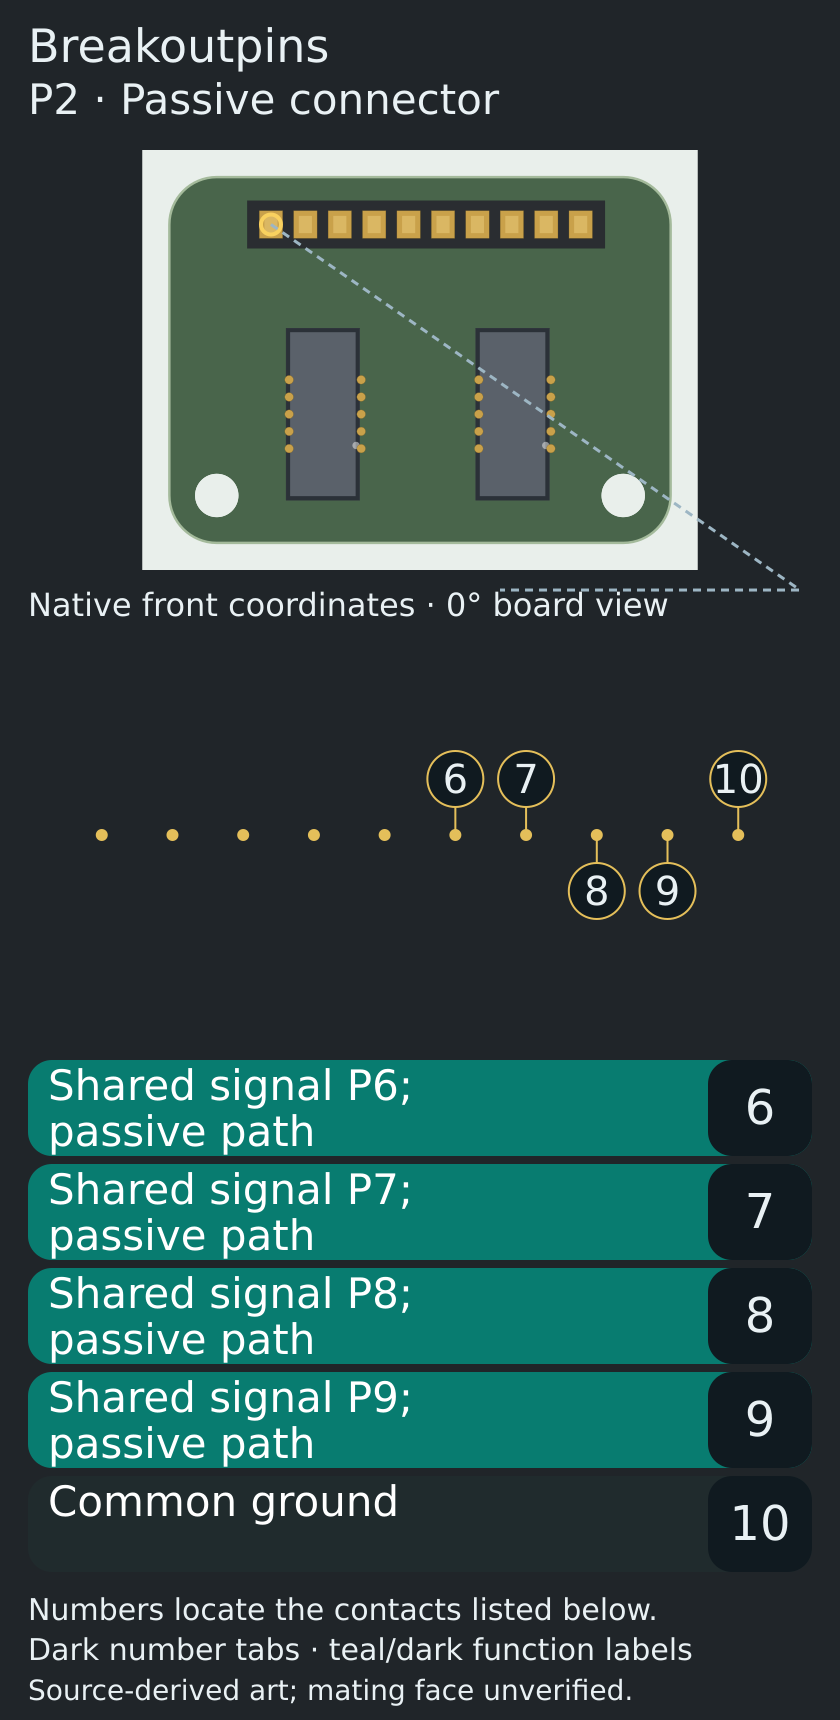 Breakoutpins
P2 · Passive connector
Native front coordinates · 0° board view
6 7 10
8 9
Shared signal P6;
passive path
6
Shared signal P7;
passive path
7
Shared signal P8;
passive path
8
Shared signal P9;
passive path
9
Common ground
10
Numbers locate the contacts listed below.
Dark number tabs · teal/dark function labels
Source-derived art; mating face unverified.